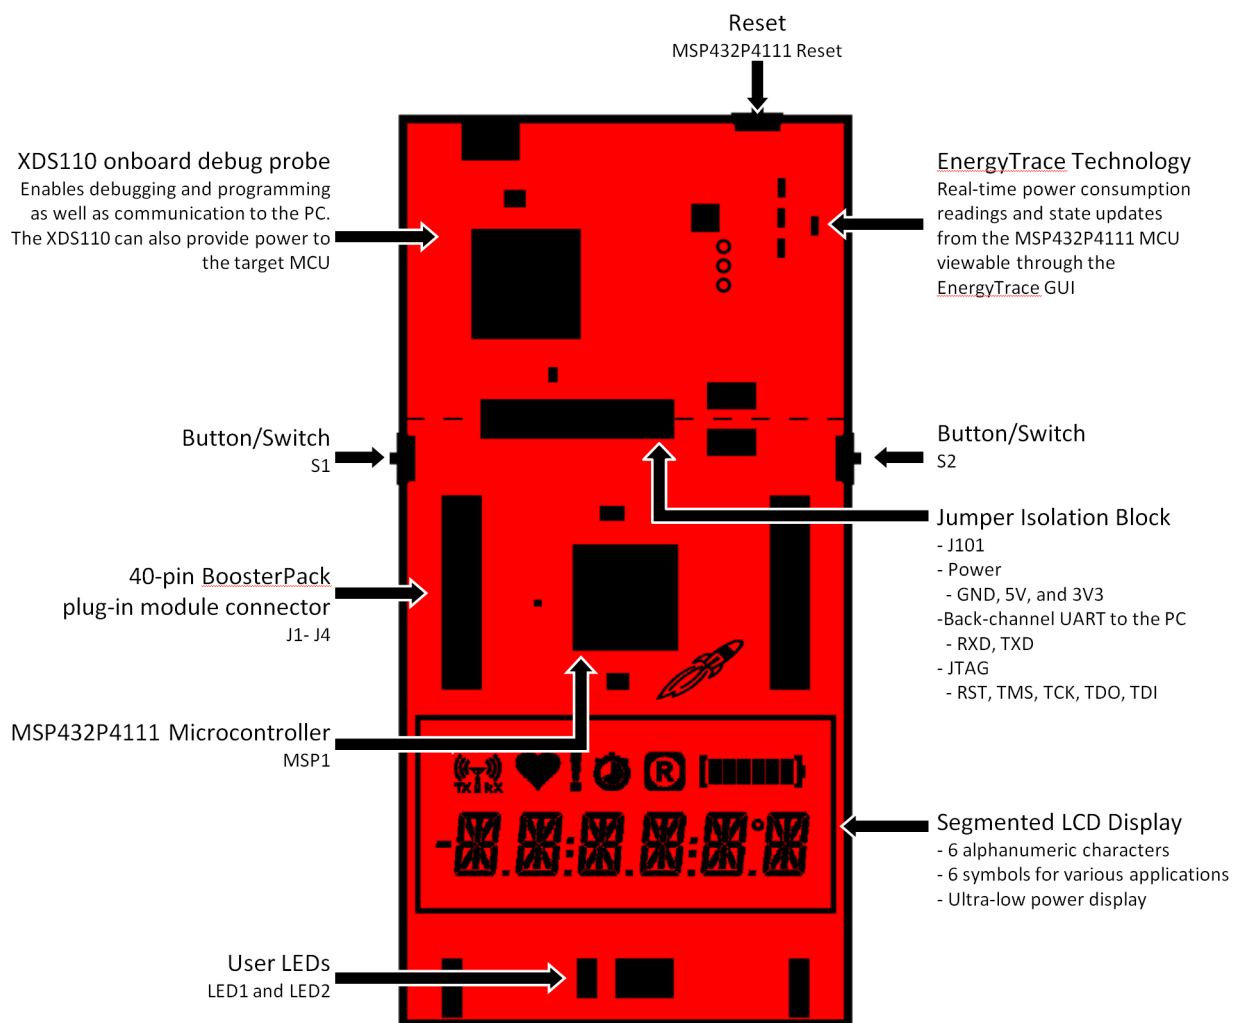 Reset
MSP432P4111 Reset
XDS110 onboard debug probe
Enables debugging and programming
as well as communication to the PC.
The XDS110 can also provide power to
the target MCU
EnergyTrace Technology
Real-time power consumption
readings and state updates
from the MSP432P4111 MCU
viewable through the
EnergyTrace GUI
Button/Switch
S1
Button/Switch
S2
Jumper Isolation Block
- J101
- Power
- GND, 5V, and 3V3
-Back-channel UART to the PC
- RXD, TXD
- JTAG
- RST, TMS, TCK, TDO, TDI
40-pin BoosterPack
plug-in module connector
J1- J4
MSP432P4111 Microcontroller
MSP1
TX RX
! R
Segmented LCD Display
- 6 alphanumeric characters
- 6 symbols for various applications
- Ultra-low power display
User LEDs
LED1 and LED2